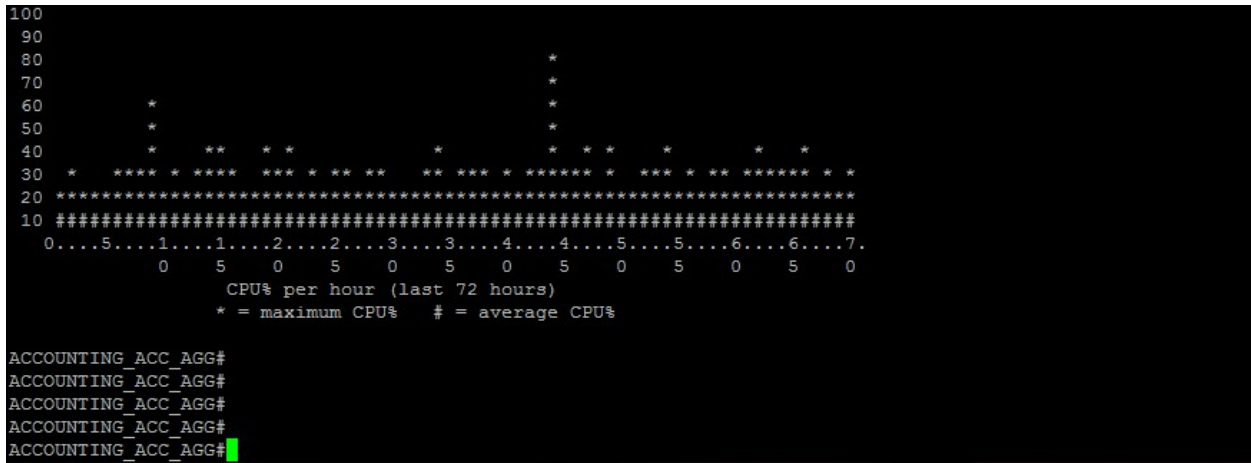 100
 90
 80                                            *
 70                                            *
 60         *                                  *
 50         *                                  *
 40         *    **   * *            *         *  * *    *       *   *
 30  *   **** * ****  *** * ** **   ** *** * ****** *  *** * ** ****** * *
 20 **********************************************************************
 10 ######################################################################
   0....5....1....1....2....2....3....3....4....4....5....5....6....6....7.
             0    5    0    5    0    5    0    5    0    5    0    5    0
                   CPU% per hour (last 72 hours)
                  * = maximum CPU%   # = average CPU%
ACCOUNTING_ACC_AGG#
ACCOUNTING_ACC_AGG#
ACCOUNTING_ACC_AGG#
ACCOUNTING_ACC_AGG#
ACCOUNTING_ACC_AGG#